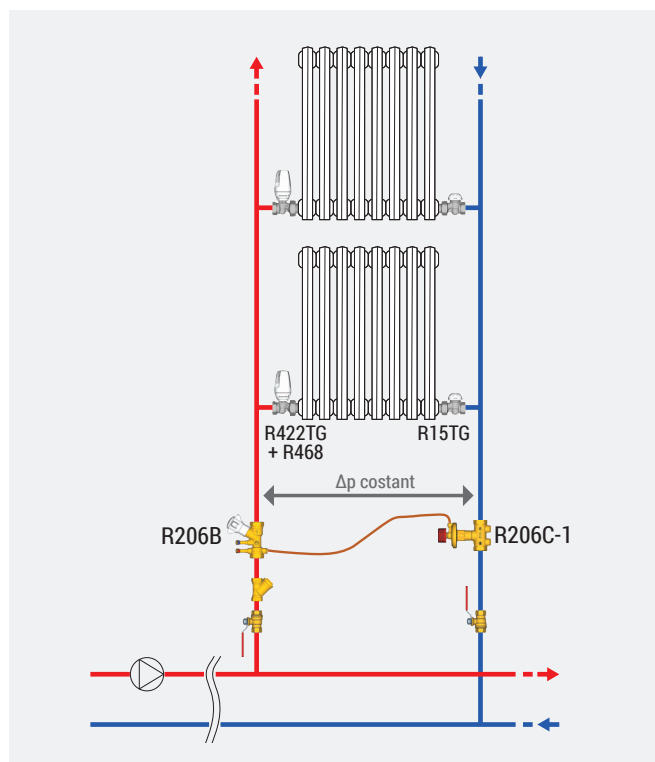 R422TG
+ R468
R15TG
Δp costant
R206B
R206C-1